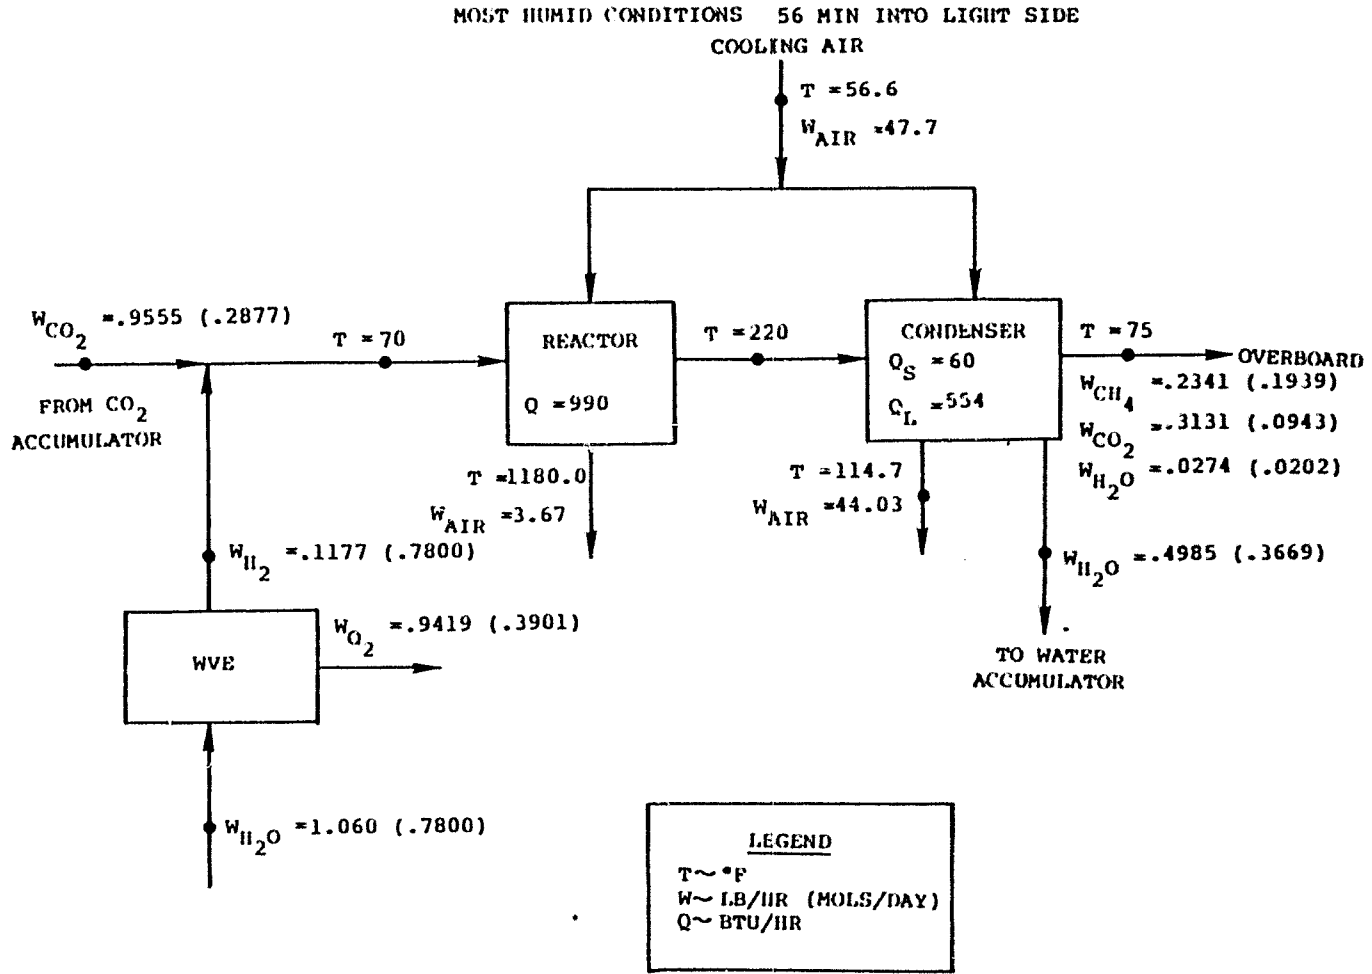 MOST HUMID CONDITIONS 56 MIN INTO LIGHT SIDE
COOLING AIR
T =56.6
W_AIR =47.7
W_CO2 =.9555 (.2877)
FROM CO2
ACCUMULATOR
T =70
REACTOR
Q =990
T =220
CONDENSER
Q_S =60
Q_L =554
T =75
OVERBOARD
W_CH4 =.2341 (.1939)
W_CO2 =.3131 (.0943)
W_H2O =.0274 (.0202)
T =1180.0
W_AIR =3.67
T =114.7
W_AIR =44.03
W_H2O =.4985 (.3669)
TO WATER
ACCUMULATOR
W_H2 =.1177 (.7800)
WVE
W_O2 =.9419 (.3901)
W_H2O =1.060 (.7800)
LEGEND
T~ °F
W~ LB/HR (MOLS/DAY)
Q~ BTU/HR